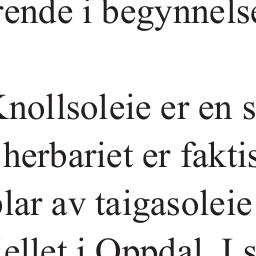 rende i begynnelse
Knollsoleie er en s
herbariet er faktis
plar av taigasoleie
ellet i Oppdal. I s